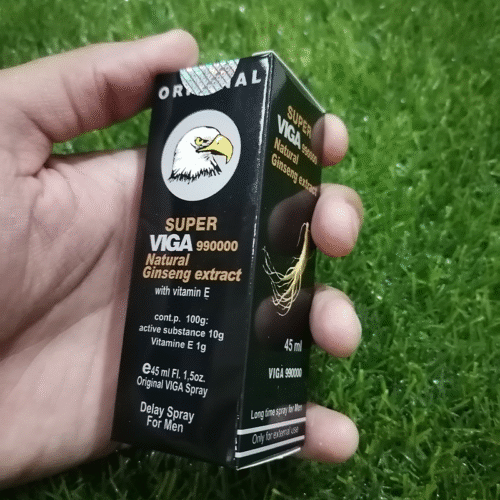 ORIGINAL
SUPER
VIGA 990000
Natural
Ginseng extract
with vitamin E
cont.p. 100g:
active substance 10g
Vitamine E 1g
e45 ml Fl. 1,5oz.
Original VIGA Spray
Delay Spray
For Men
SUPER
VIGA 990000
Natural
Ginseng extract
45 ml
VIGA 990000
Long time spray for Men
Only for external use